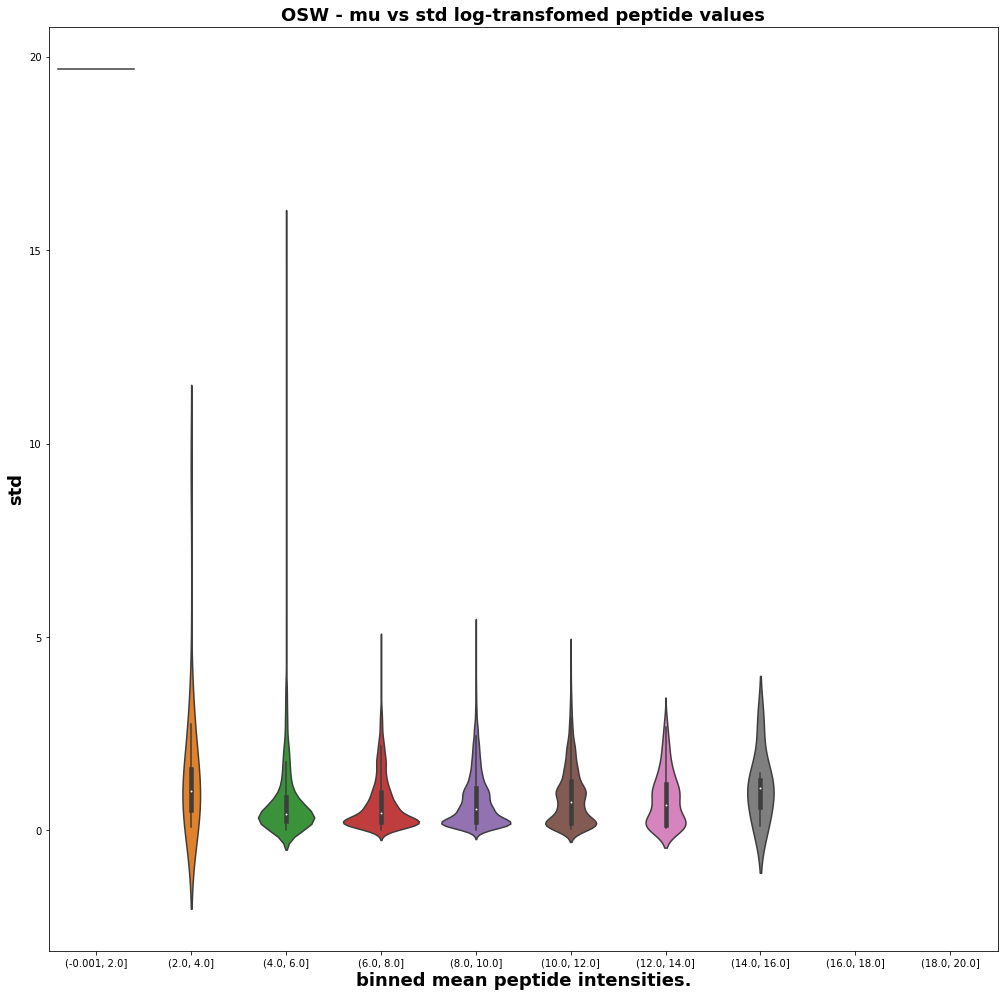 OSW - mu vs std log-transfomed peptide values
20
15
10
5
0
std
(-0.001, 2.0] (2.0, 4.0] (4.0, 6.0] (6.0, 8.0] (8.0, 10.0] (10.0, 12.0] (12.0, 14.0] (14.0, 16.0] (16.0, 18.0] (18.0, 20.0]
binned mean peptide intensities.